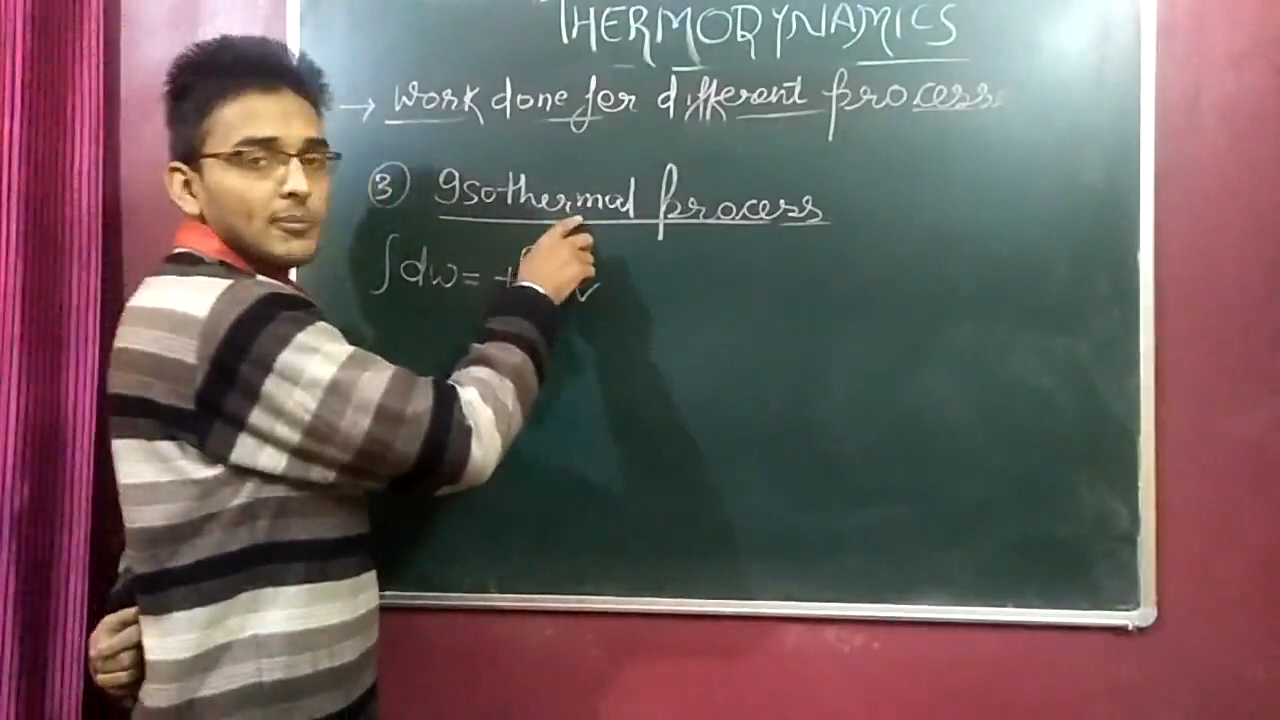 THERMODYNAMICS
→ Work done for different process
③ Isothermal process
∫dw = +